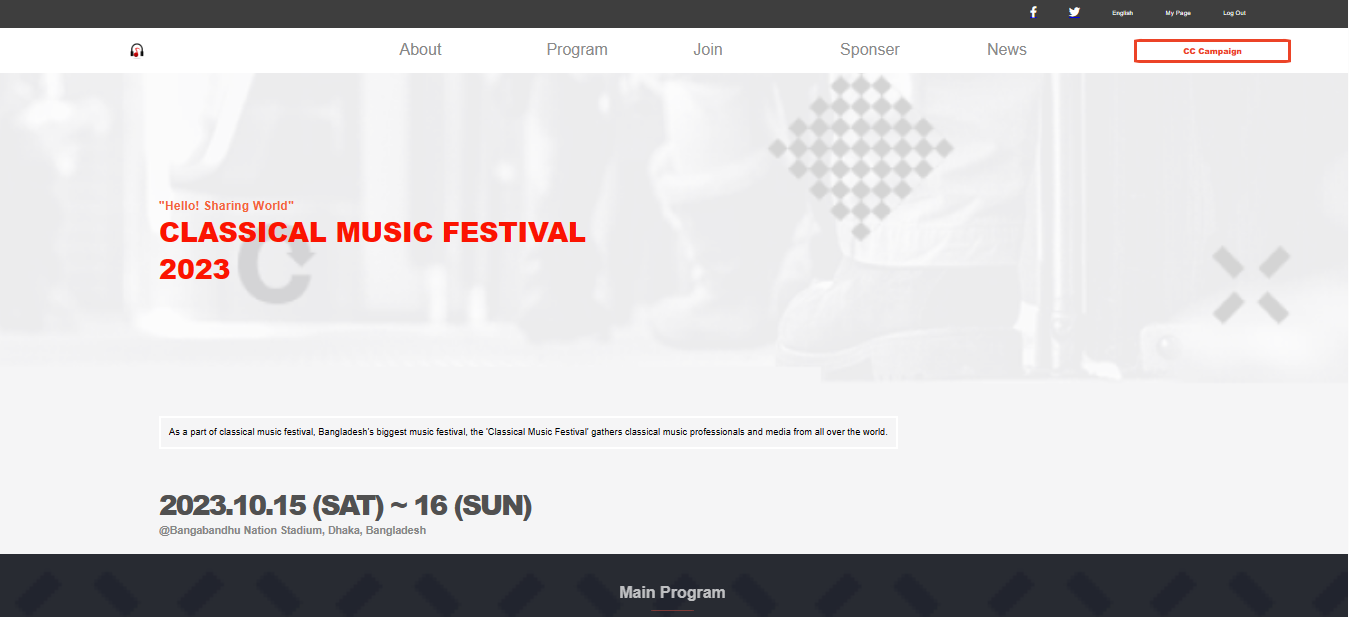 English
My Page
Log Out
About
Program
Join
Sponser
News
CC Campaign
"Hello! Sharing World"
CLASSICAL MUSIC FESTIVAL
2023
As a part of classical music festival, Bangladesh's biggest music festival, the 'Classical Music Festival' gathers classical music professionals and media from all over the world.
2023.10.15 (SAT) ~ 16 (SUN)
@Bangabandhu Nation Stadium, Dhaka, Bangladesh
Main Program